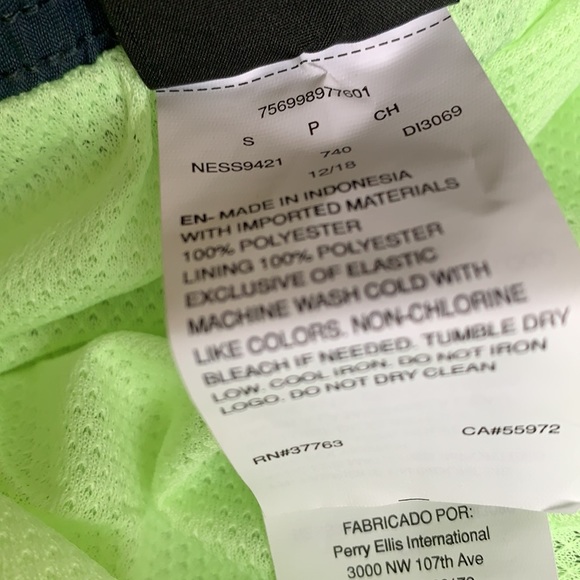 756998977601
S P CH
NESS9421 740 DI3069
12/18
EN- MADE IN INDONESIA
WITH IMPORTED MATERIALS
100% POLYESTER
LINING 100% POLYESTER
EXCLUSIVE OF ELASTIC
MACHINE WASH COLD WITH
LIKE COLORS. NON-CHLORINE
BLEACH IF NEEDED. TUMBLE DRY
LOW. COOL IRON. DO NOT IRON
LOGO. DO NOT DRY CLEAN
RN#37763 CA#55972
FABRICADO POR:
Perry Ellis International
3000 NW 107th Ave